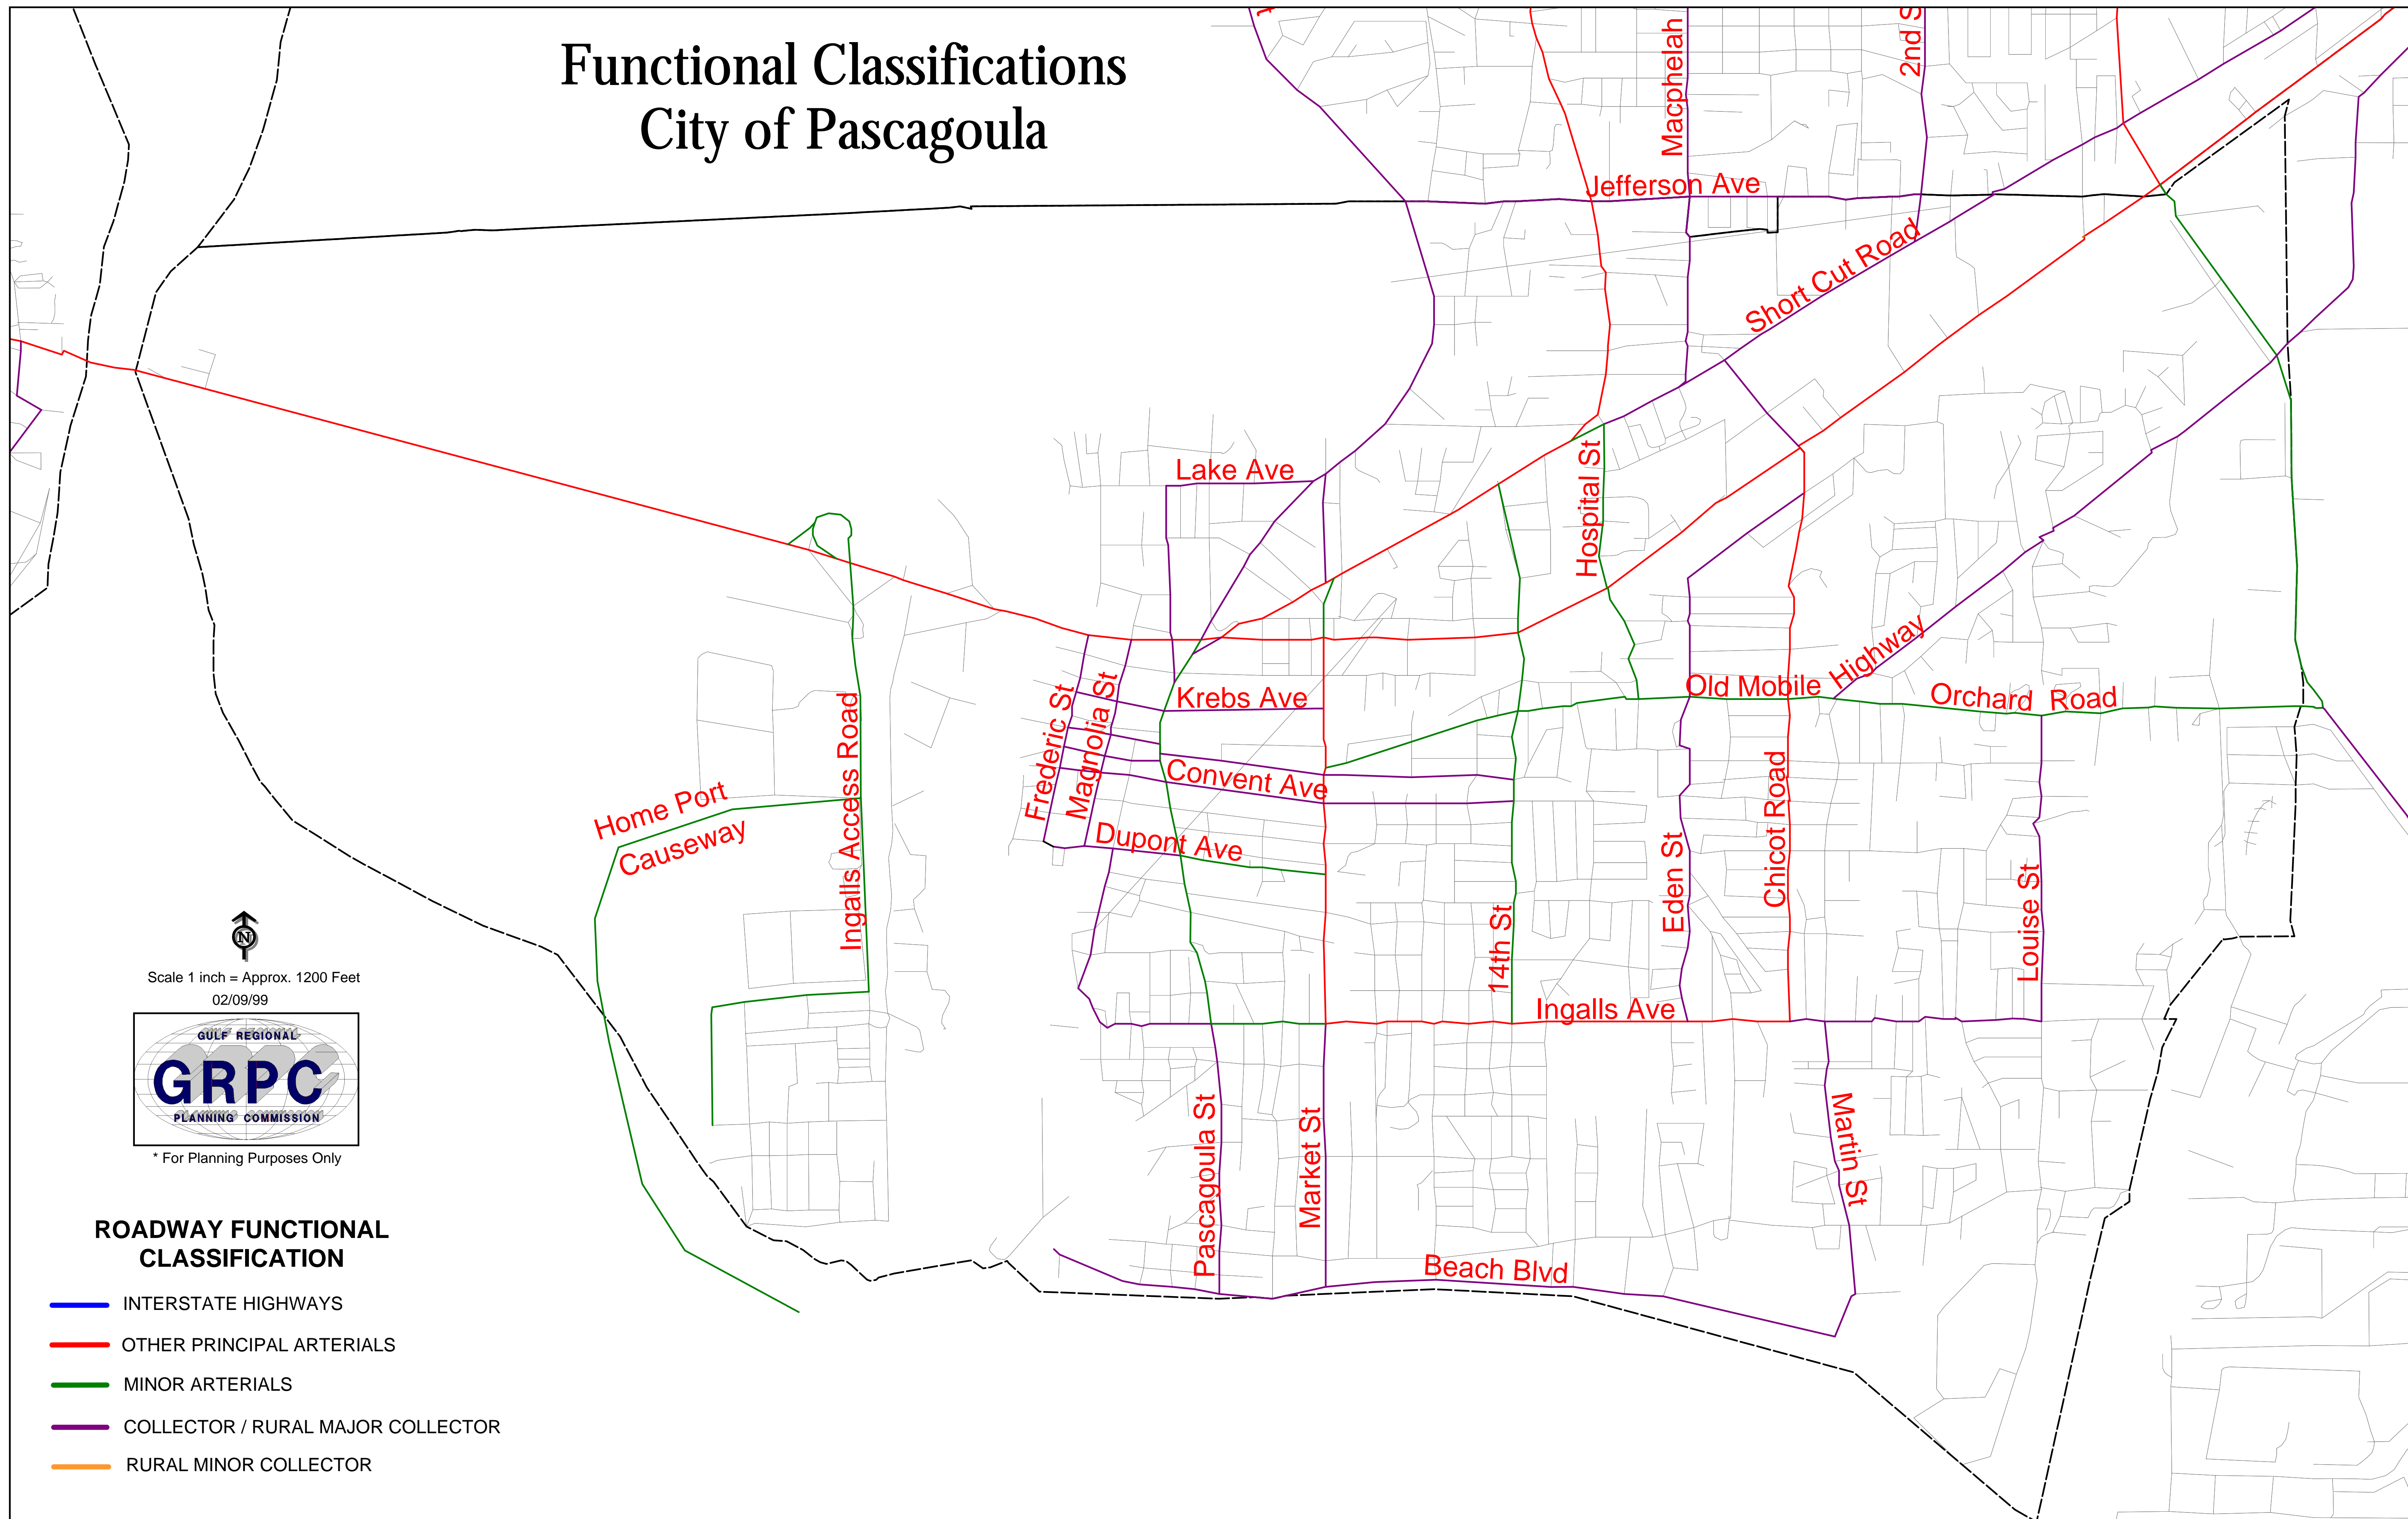 Functional Classifications
City of Pascagoula
Macphelah
2nd S
Jefferson Ave
Short Cut Road
Lake Ave
Hospital St
Old Mobile
Highway
Orchard Road
Krebs Ave
Frederic St
Magnolia St
Ingalls Access Road
Convent Ave
Home Port
Causeway
Dupont Ave
Eden St
Chicot Road
Louise St
14th St
Ingalls Ave
Pascagoula St
Market St
Martin St
Beach Blvd
N
Scale 1 inch = Approx. 1200 Feet
02/09/99
GULF REGIONAL
GRPC
PLANNING COMMISSION
* For Planning Purposes Only
ROADWAY FUNCTIONAL
CLASSIFICATION
INTERSTATE HIGHWAYS
OTHER PRINCIPAL ARTERIALS
MINOR ARTERIALS
COLLECTOR / RURAL MAJOR COLLECTOR
RURAL MINOR COLLECTOR